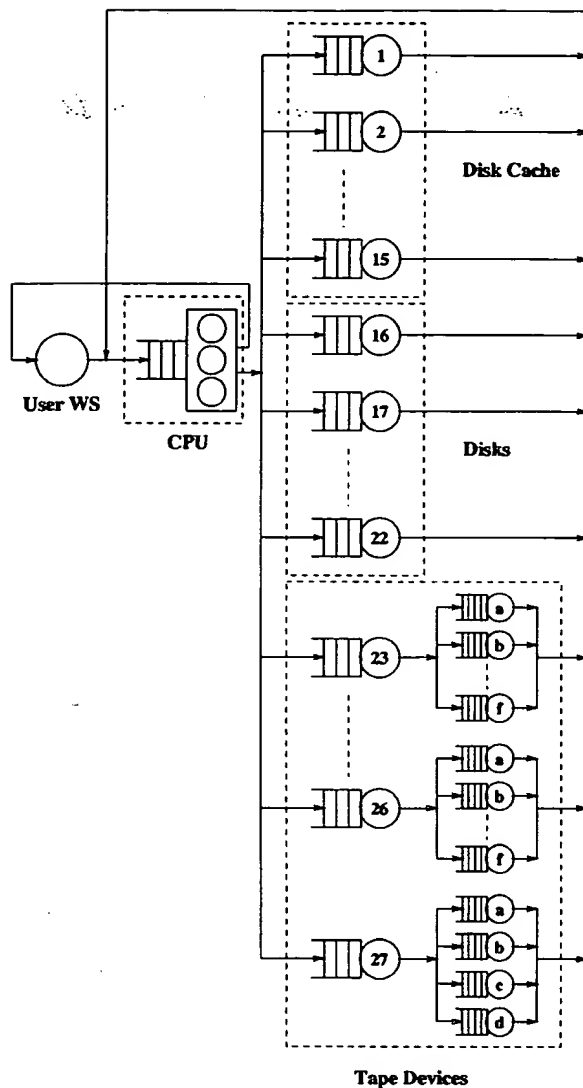 1
2
Disk Cache
15
16
User WS
17
CPU
Disks
22
a
23
b
f
a
b
26
f
a
b
27
c
d
Tape Devices